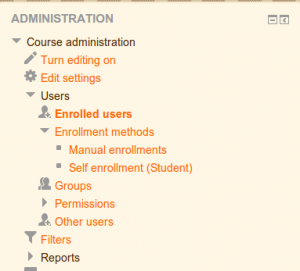 ADMINISTRATION
Course administration
Turn editing on
Edit settings
Users
Enrolled users
Enrollment methods
Manual enrollments
Self enrollment (Student)
Groups
Permissions
Other users
Filters
Reports